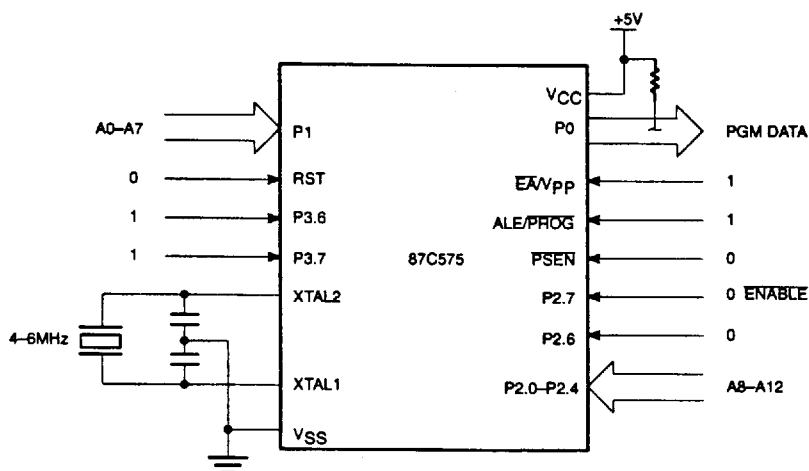 +5V
VCC
A0–A7
P1
P0
PGM DATA
0
RST
EA/VPP
1
1
P3.6
ALE/PROG
1
1
P3.7
87C575
PSEN
0
XTAL2
P2.7
0 ENABLE
4–6MHz
P2.6
0
XTAL1
P2.0–P2.4
A8–A12
VSS